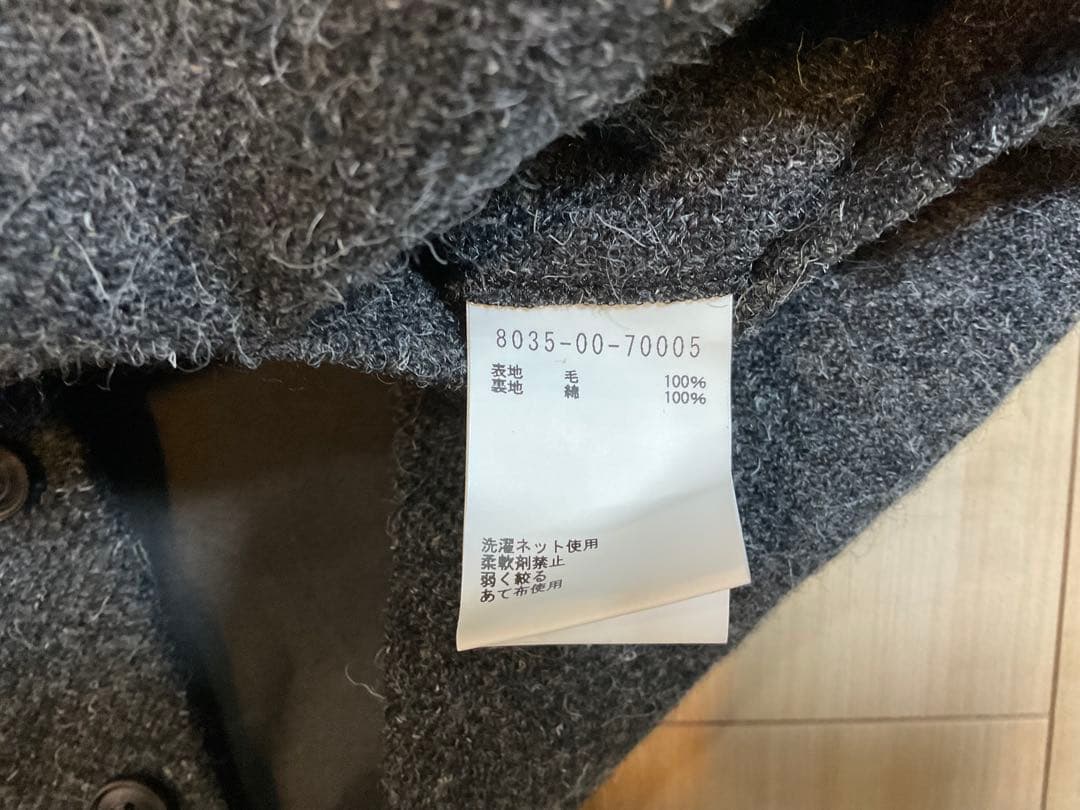 8035-00-70005
表地 毛 100%
裏地 綿 100%
洗濯ネット使用
柔軟剤禁止
弱く絞る
あて布使用